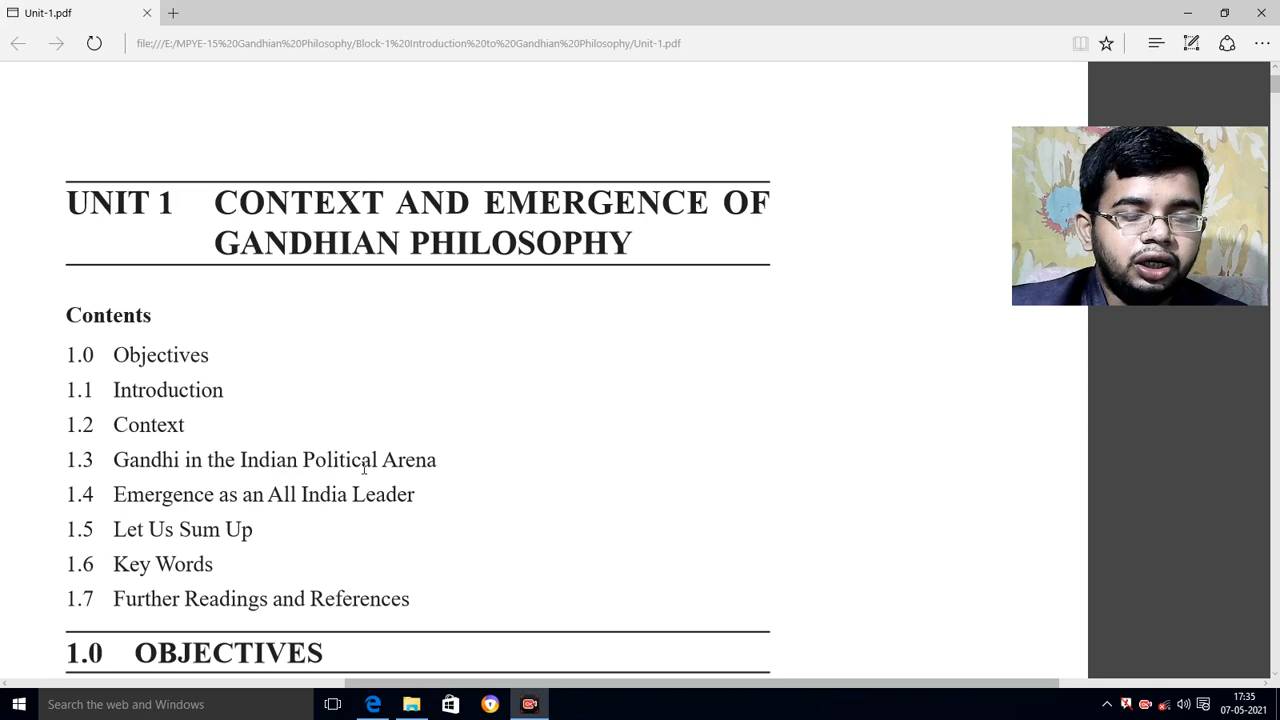 Unit-1.pdf
file:///E:/MPYE-15%20Gandhian%20Philosophy/Block-1%20Introduction%20to%20Gandhian%20Philosophy/Unit-1.pdf
UNIT 1 CONTEXT AND EMERGENCE OF
GANDHIAN PHILOSOPHY
Contents
1.0 Objectives
1.1 Introduction
1.2 Context
1.3 Gandhi in the Indian Political Arena
1.4 Emergence as an All India Leader
1.5 Let Us Sum Up
1.6 Key Words
1.7 Further Readings and References
1.0 OBJECTIVES
Search the web and Windows
17:35
07-05-2021